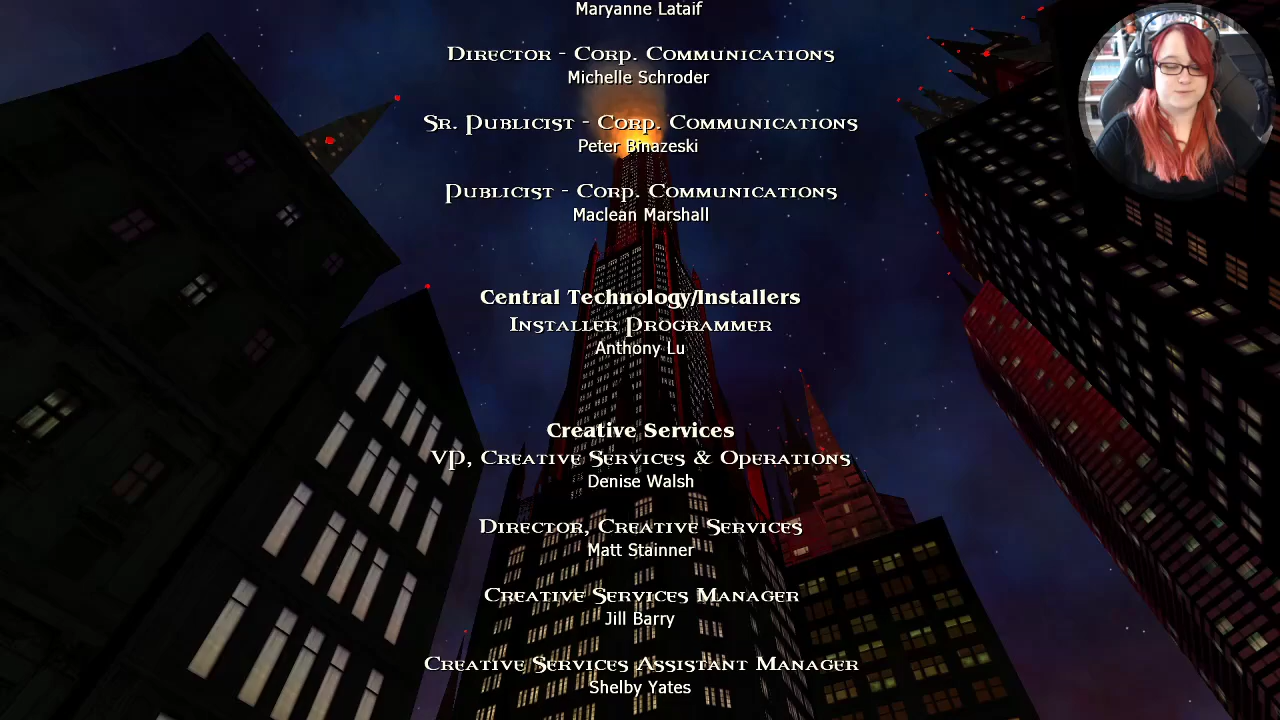 Maryanne Lataif
Director - Corp. Communications
Michelle Schroder
Sr. Publicist - Corp. Communications
Peter Binazeski
Publicist - Corp. Communications
Maclean Marshall
Central Technology/Installers
Installer Programmer
Anthony Lu
Creative Services
VP, Creative Services & Operations
Denise Walsh
Director, Creative Services
Matt Stainner
Creative Services Manager
Jill Barry
Creative Services Assistant Manager
Shelby Yates